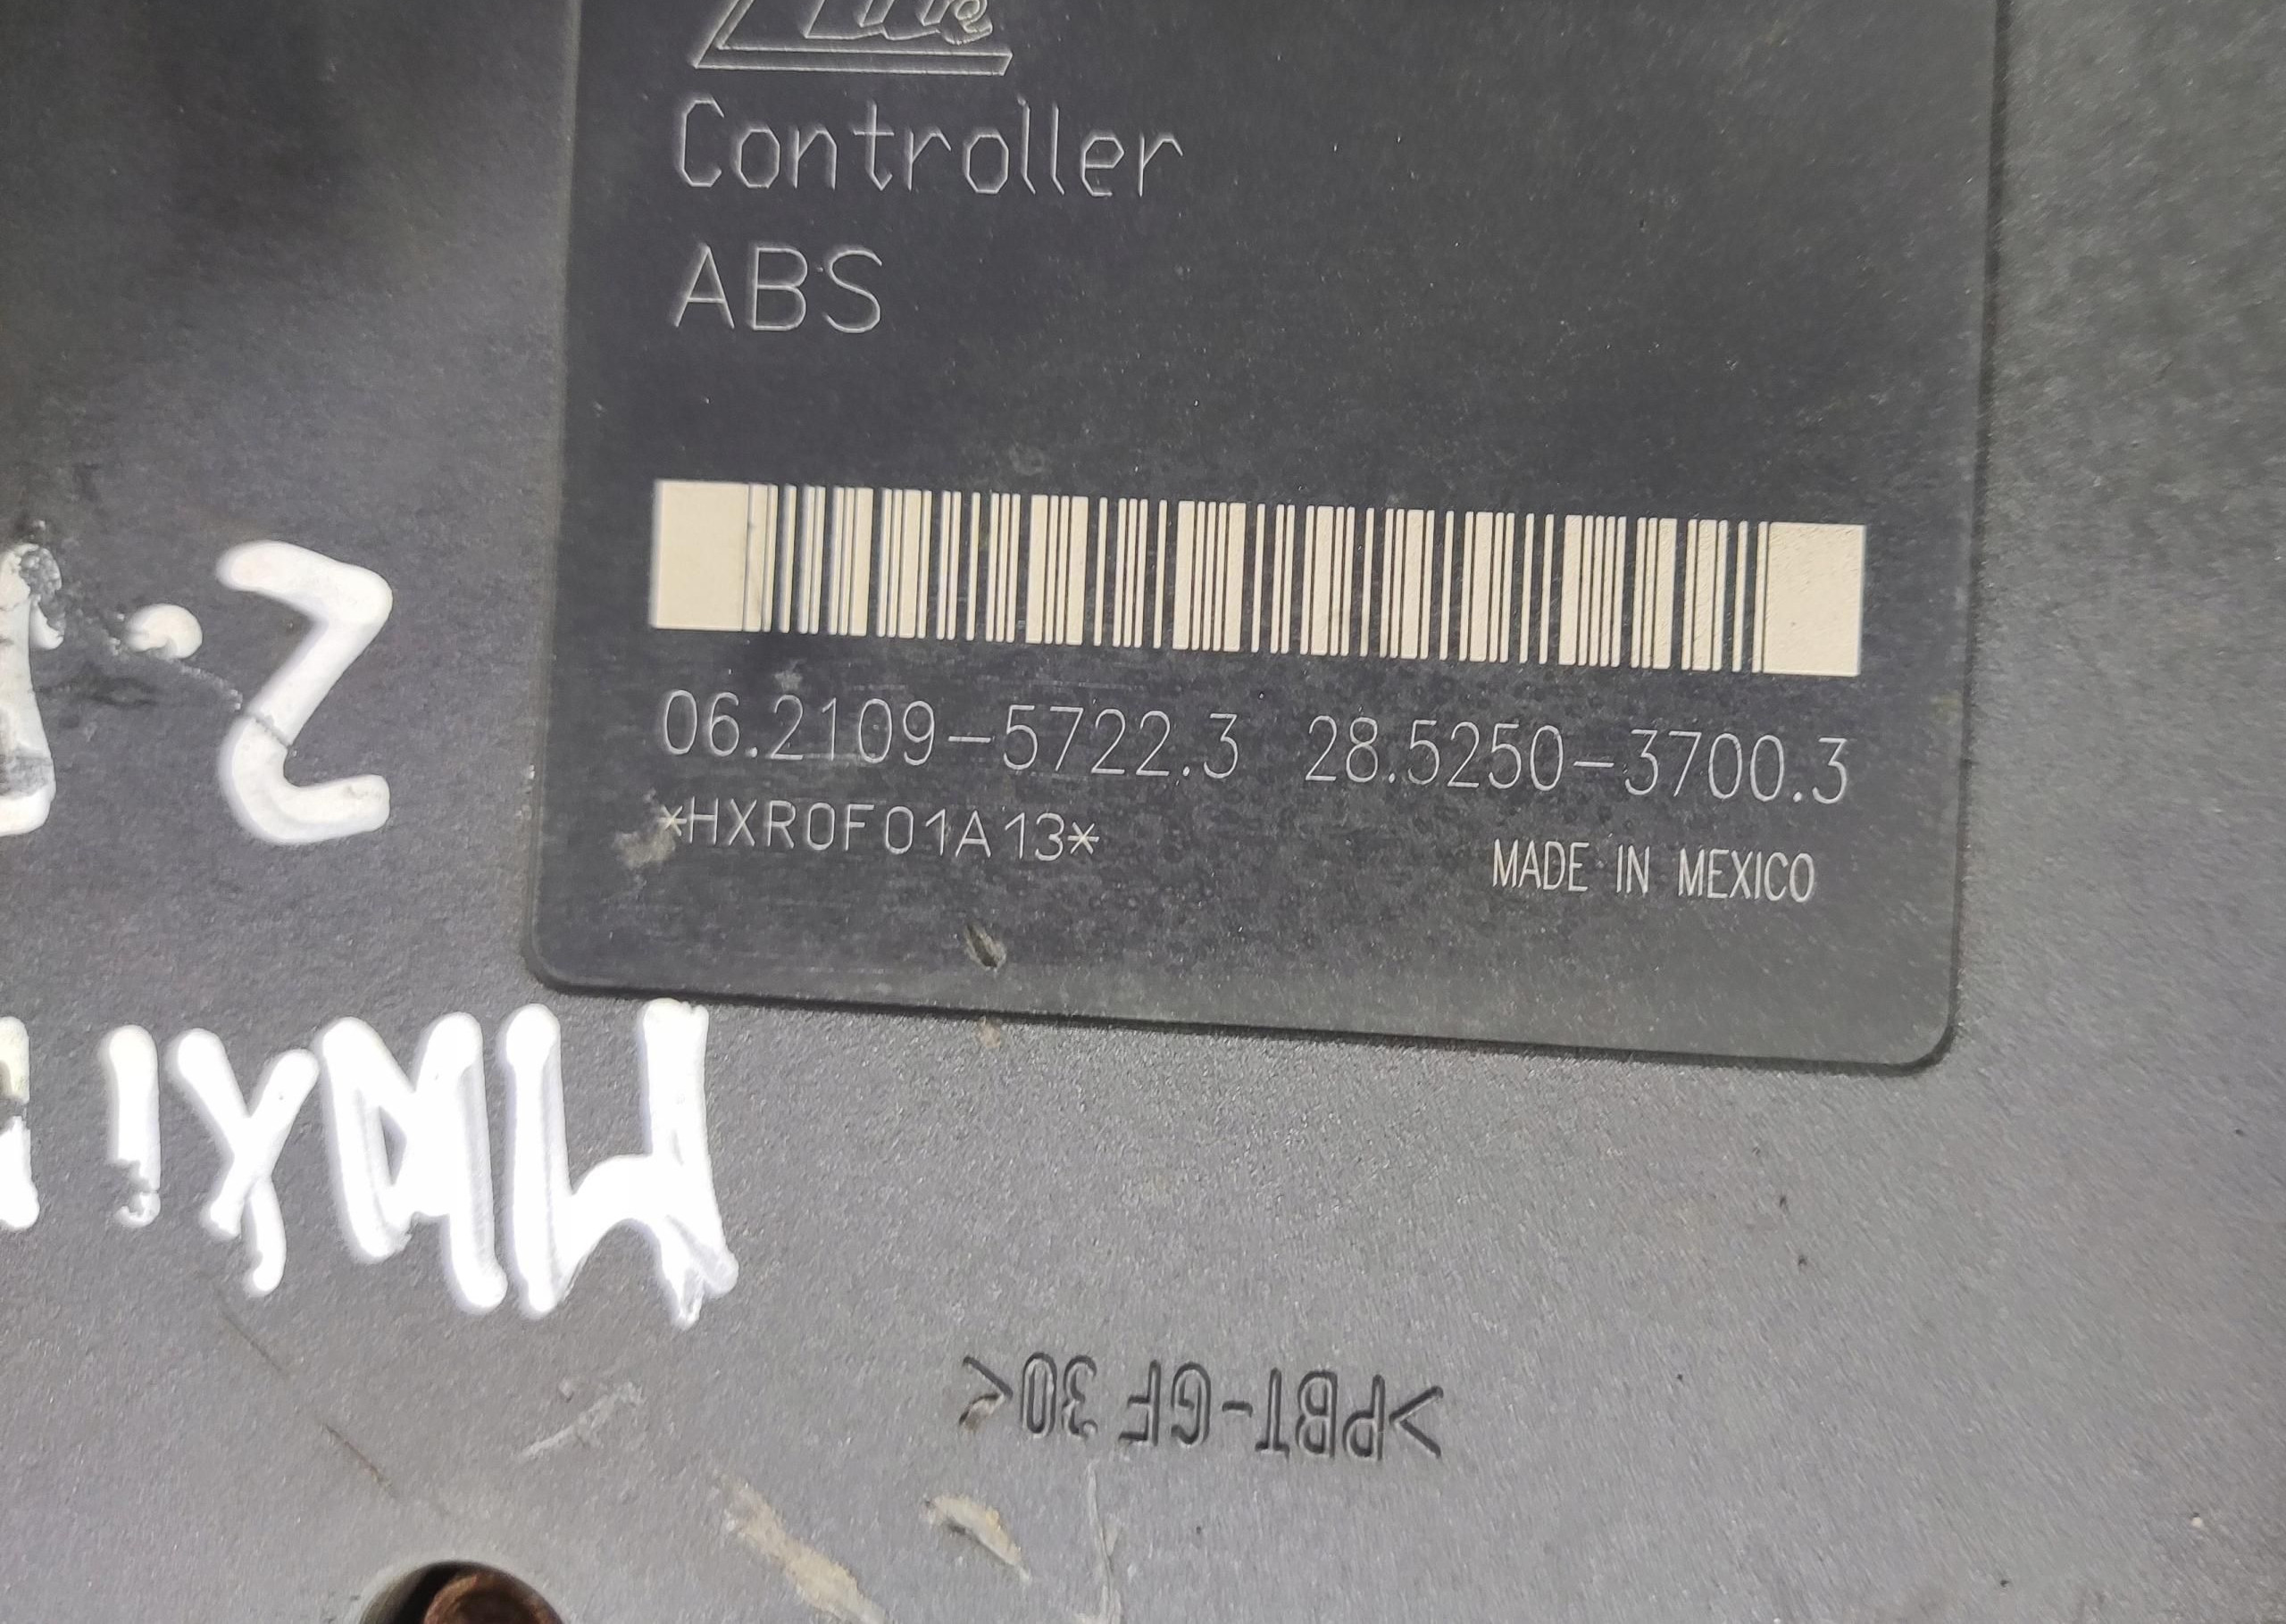 Controller
ABS
06.2109-5722.3 28.5250-3700.3
*HXR0F01A13*
MADE IN MEXICO
>PBT-GF 30<